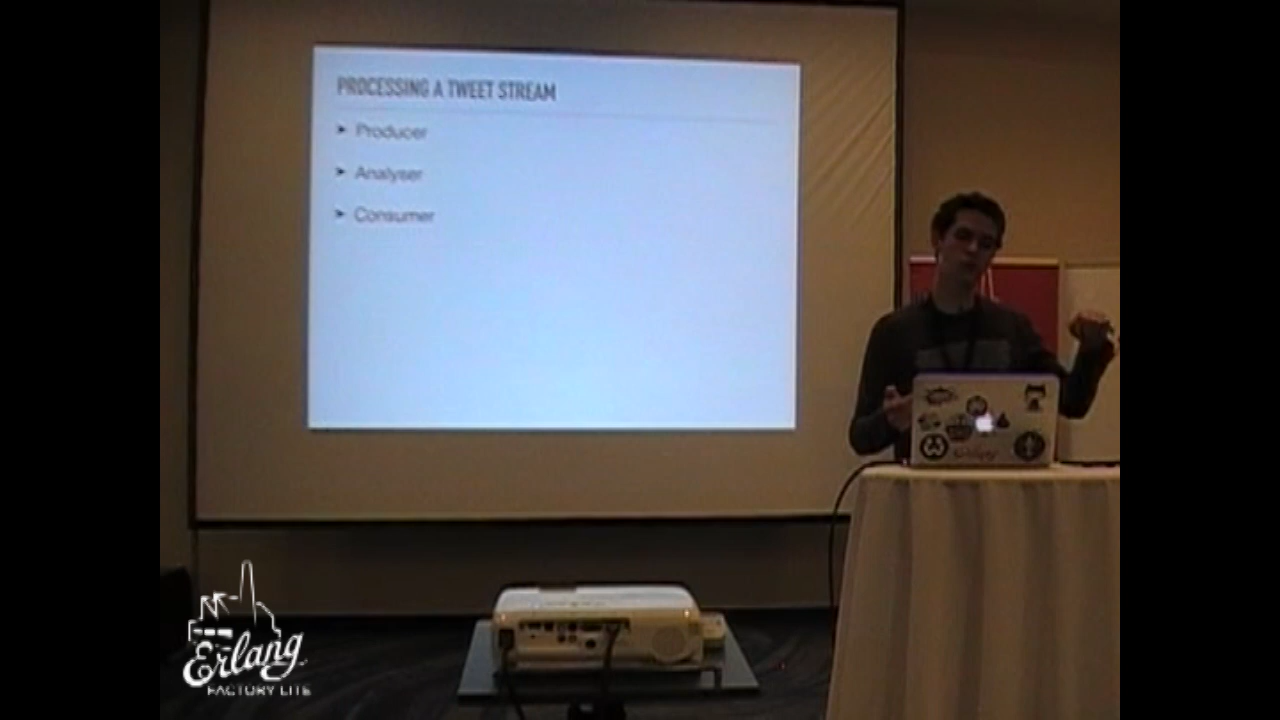 PROCESSING A TWEET STREAM
➤ Producer
➤ Analyser
➤ Consumer
Erlang
FACTORY LITE